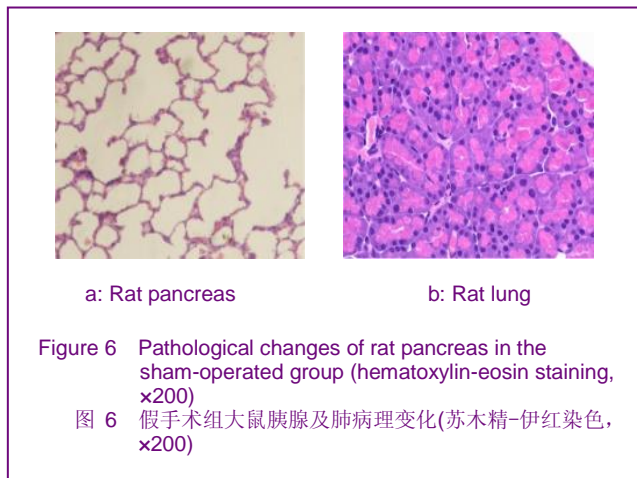 a: Rat pancreas
b: Rat lung
Figure 6 Pathological changes of rat pancreas in the
sham-operated group (hematoxylin-eosin staining,
×200)
图 6 假手术组大鼠胰腺及肺病理变化(苏木精-伊红染色,
×200)